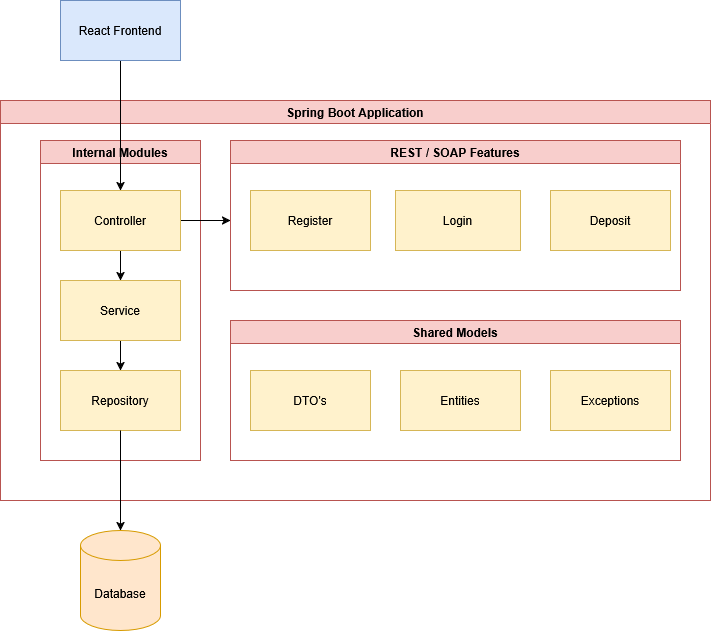 React Frontend
Spring Boot Application
Internal Modules
REST / SOAP Features
Controller
Register
Login
Deposit
Service
Shared Models
Repository
DTO's
Entities
Exceptions
Database